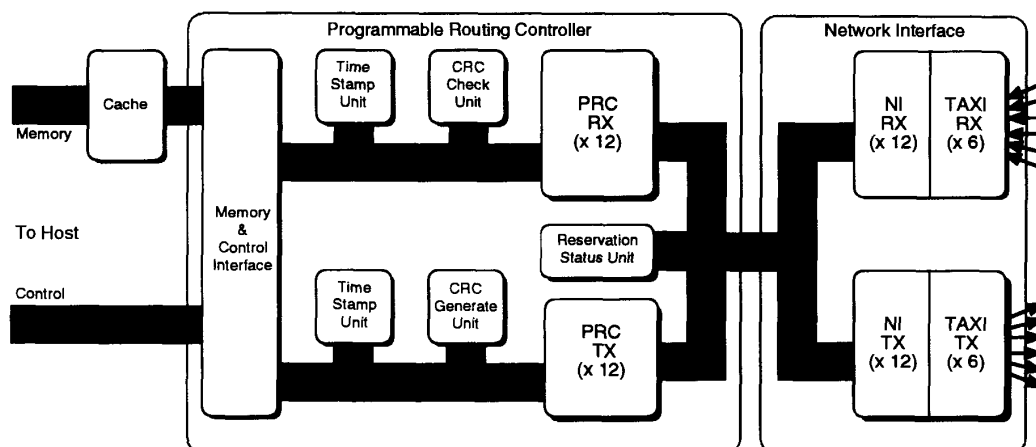 Programmable Routing Controller
Network Interface
Time
Stamp
Unit
CRC
Check
Unit
Cache
PRC
RX
(x 12)
NI
RX
(x 12)
TAXI
RX
(x 6)
Memory
Memory
&
Control
Interface
To Host
Reservation
Status Unit
Control
Time
Stamp
Unit
CRC
Generate
Unit
PRC
TX
(x 12)
NI
TX
(x 12)
TAXI
TX
(x 6)